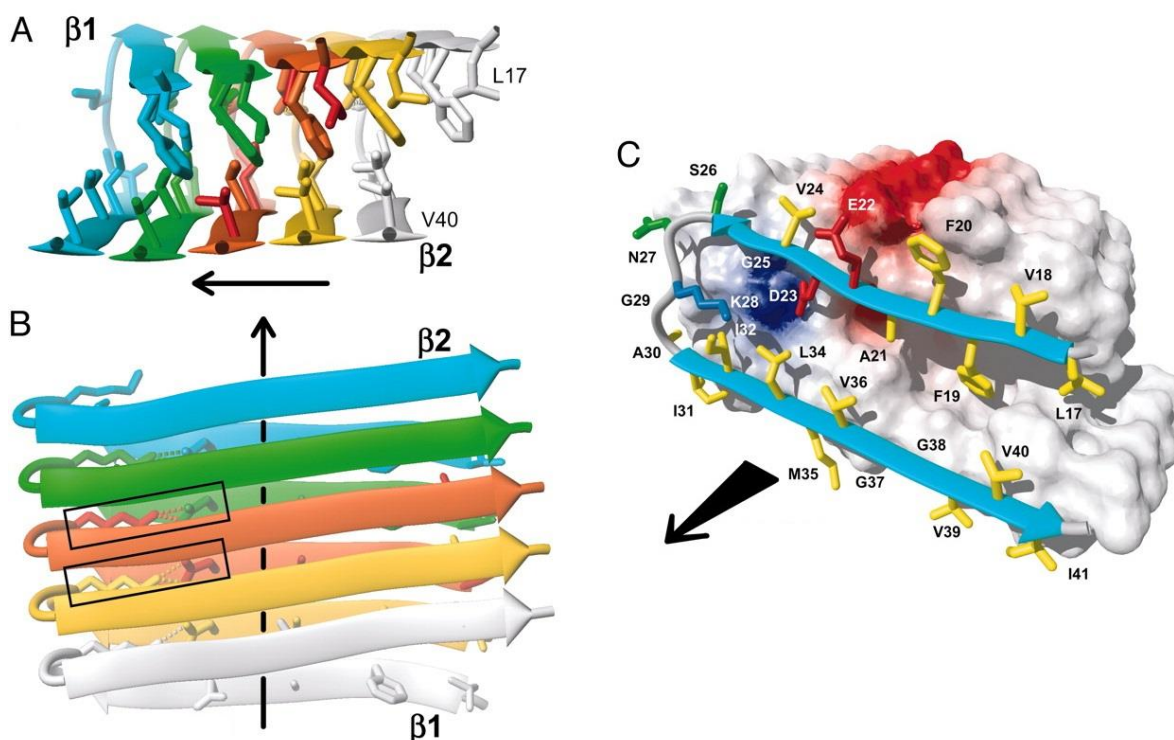 A
β1
L17
V40
β2
B
β2
β1
C
S26
V24
E22
F20
N27
G25
V18
G29
K28
D23
I32
A30
L34
A21
V36
F19
I31
L17
G38
V40
M35
G37
V39
I41